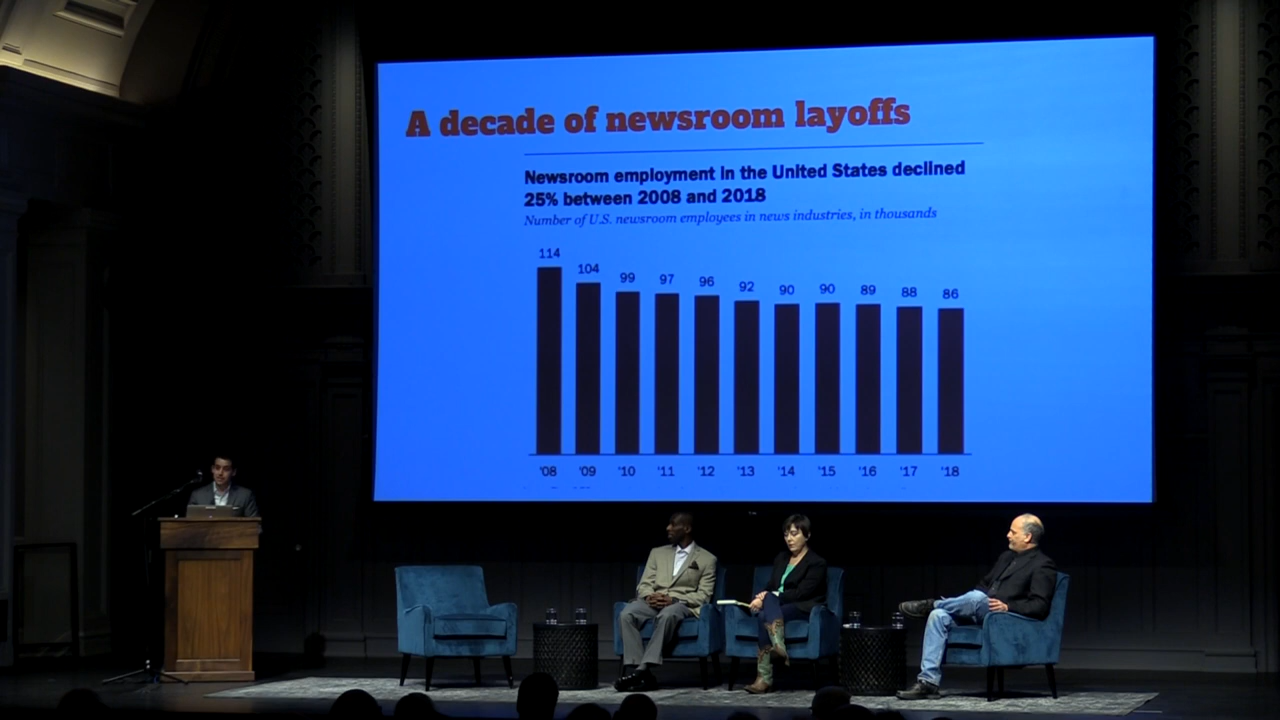 A decade of newsroom layoffs
Newsroom employment in the United States declined
25% between 2008 and 2018
Number of U.S. newsroom employees in news industries, in thousands
114 104 99 97 96 92 90 90 89 88 86
'08 '09 '10 '11 '12 '13 '14 '15 '16 '17 '18